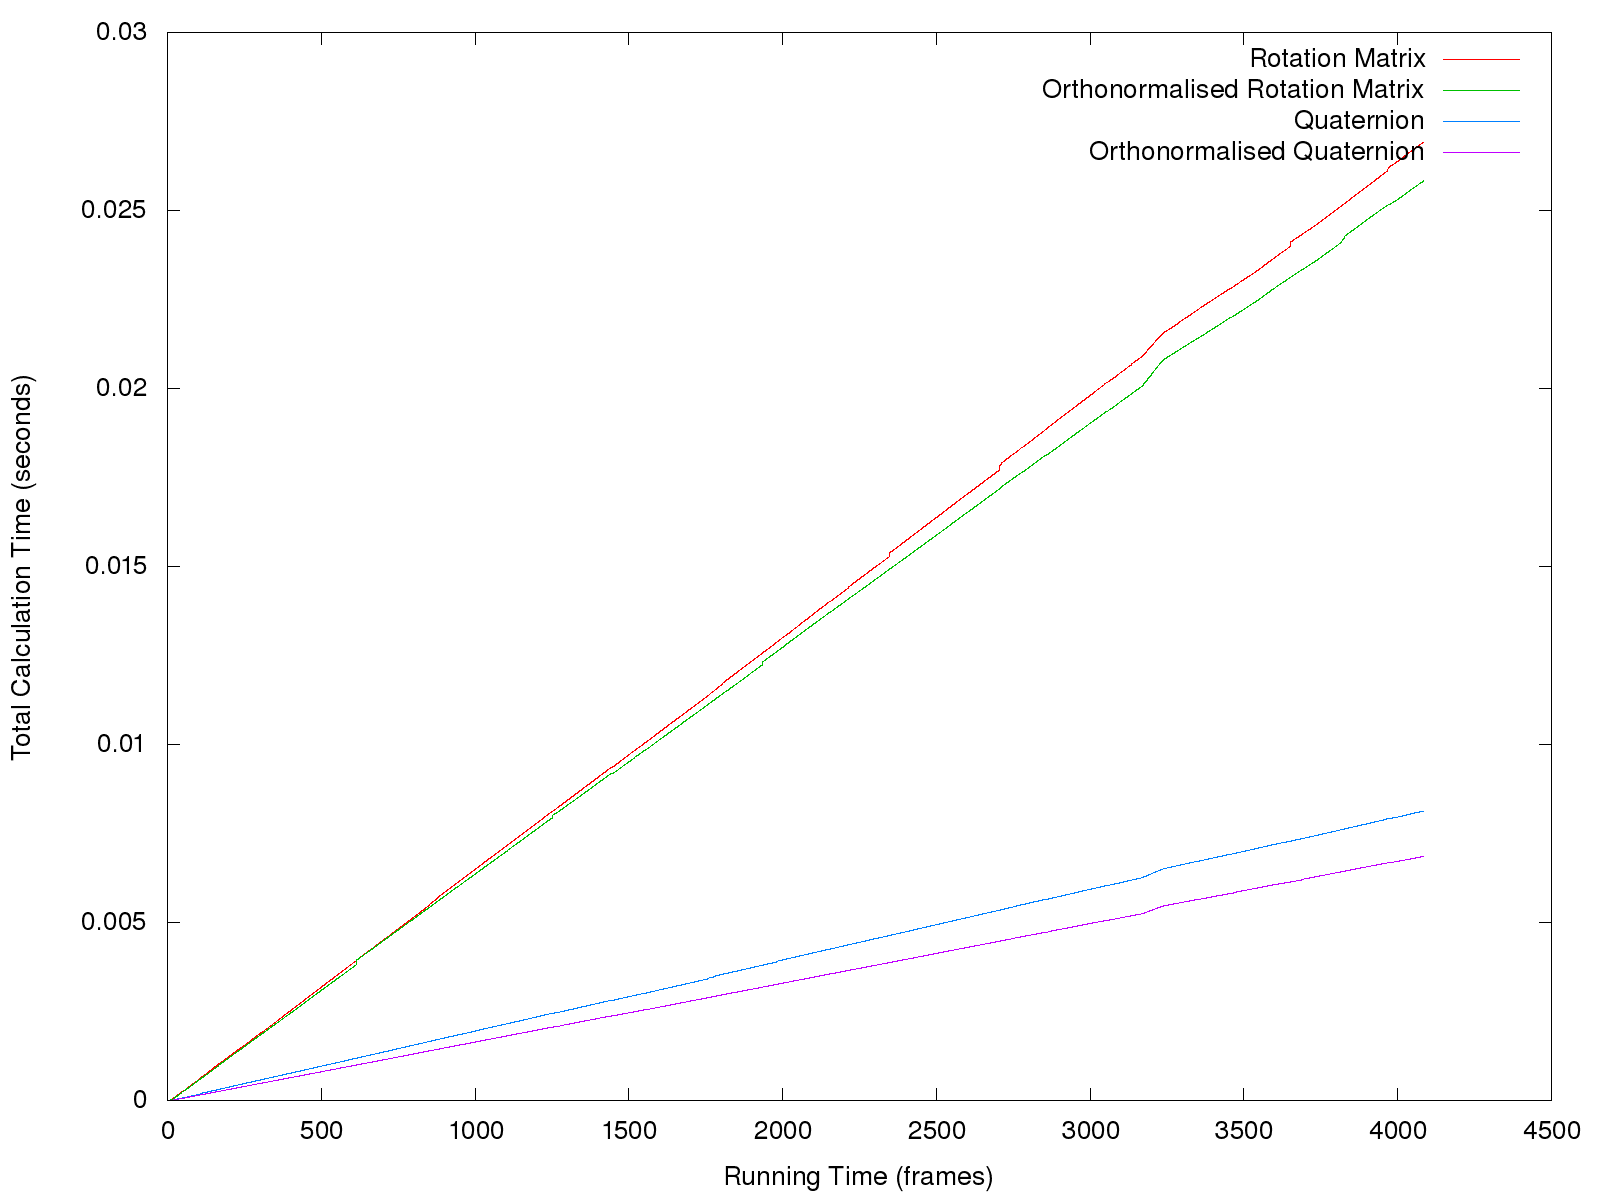 0.03
0.025
0.02
0.015
0.01
0.005
0
0 500 1000 1500 2000 2500 3000 3500 4000 4500
Total Calculation Time (seconds)
Running Time (frames)
Rotation Matrix
Orthonormalised Rotation Matrix
Quaternion
Orthonormalised Quaternion